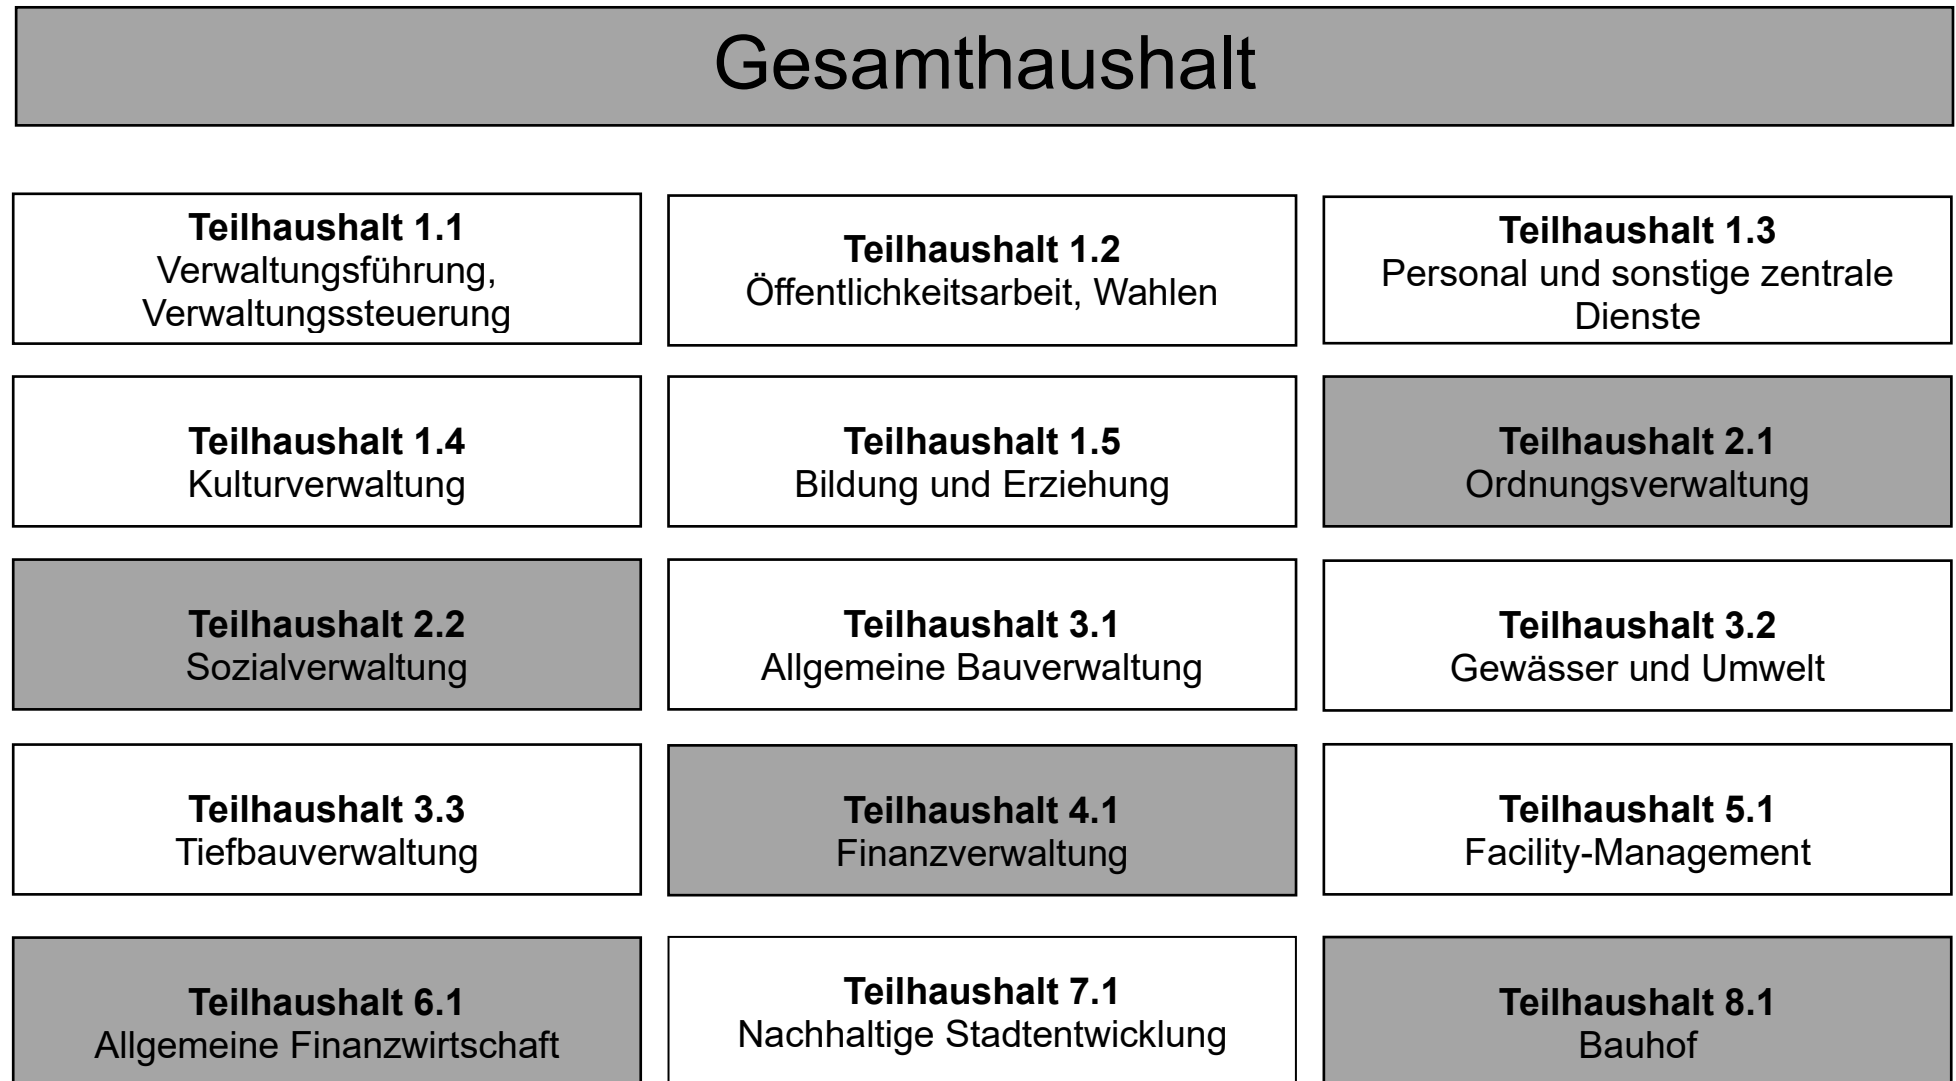 Gesamthaushalt
Teilhaushalt 1.1
Verwaltungsführung,
Verwaltungssteuerung
Teilhaushalt 1.2
Öffentlichkeitsarbeit, Wahlen
Teilhaushalt 1.3
Personal und sonstige zentrale
Dienste
Teilhaushalt 1.4
Kulturverwaltung
Teilhaushalt 1.5
Bildung und Erziehung
Teilhaushalt 2.1
Ordnungsverwaltung
Teilhaushalt 2.2
Sozialverwaltung
Teilhaushalt 3.1
Allgemeine Bauverwaltung
Teilhaushalt 3.2
Gewässer und Umwelt
Teilhaushalt 3.3
Tiefbauverwaltung
Teilhaushalt 4.1
Finanzverwaltung
Teilhaushalt 5.1
Facility-Management
Teilhaushalt 6.1
Allgemeine Finanzwirtschaft
Teilhaushalt 7.1
Nachhaltige Stadtentwicklung
Teilhaushalt 8.1
Bauhof